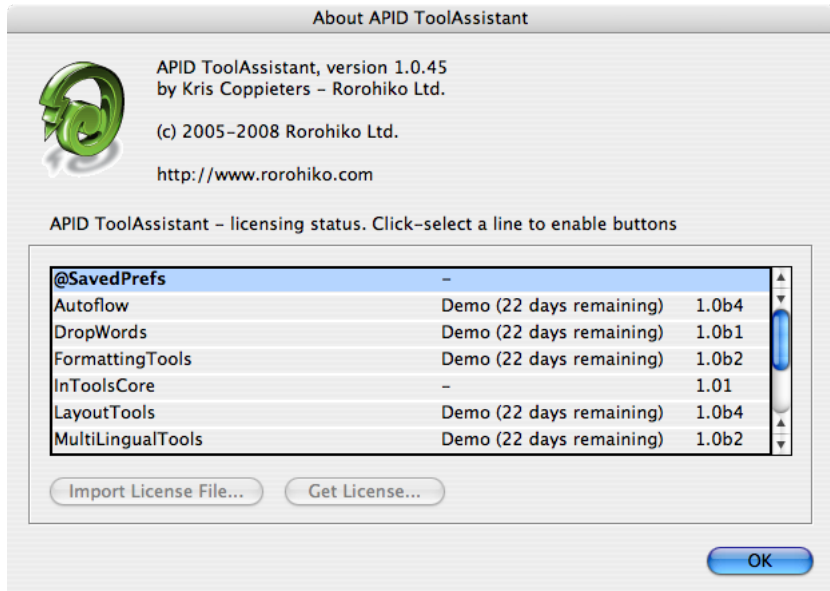 About APID ToolAssistant
APID ToolAssistant, version 1.0.45
by Kris Coppieters – Rorohiko Ltd.
(c) 2005–2008 Rorohiko Ltd.
http://www.rorohiko.com
APID ToolAssistant – licensing status. Click–select a line to enable buttons
@SavedPrefs –
Autoflow Demo (22 days remaining) 1.0b4
DropWords Demo (22 days remaining) 1.0b1
FormattingTools Demo (22 days remaining) 1.0b2
InToolsCore – 1.01
LayoutTools Demo (22 days remaining) 1.0b4
MultiLingualTools Demo (22 days remaining) 1.0b2
Import License File... Get License...
OK